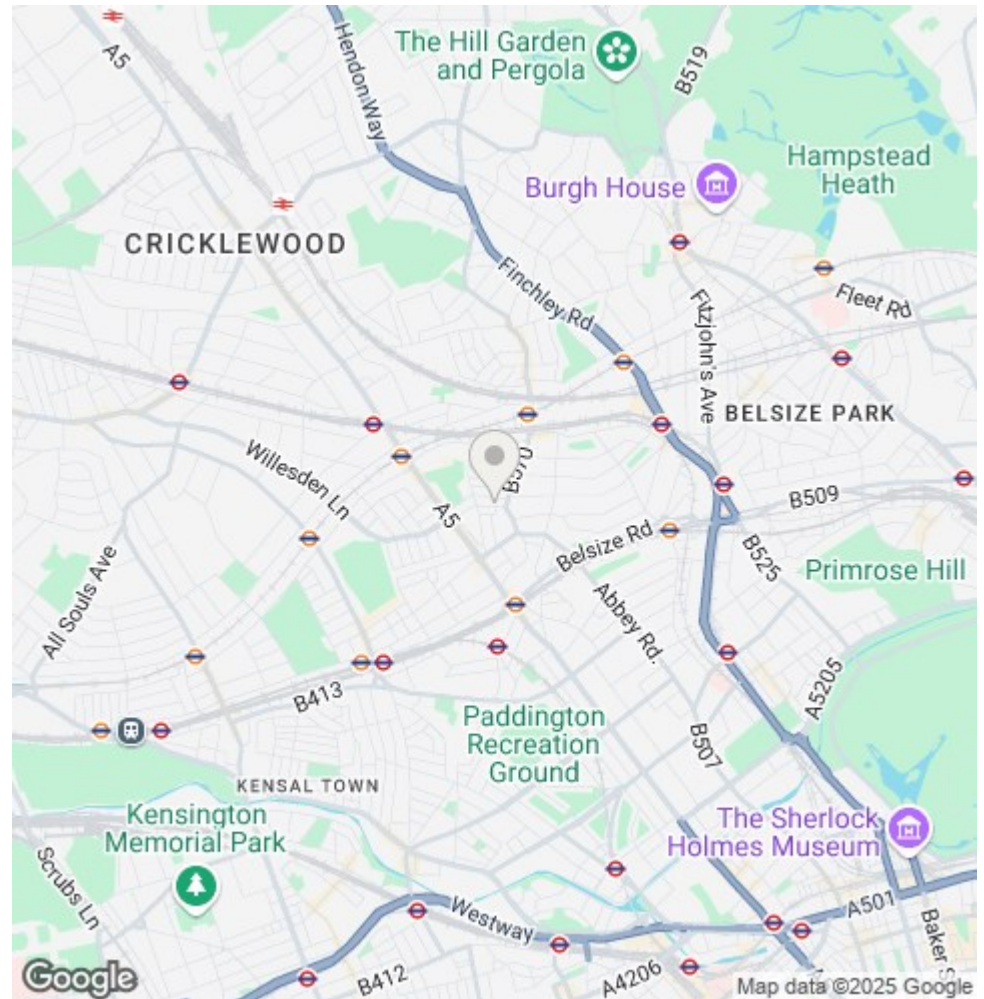 A5
Hendon Way
The Hill Garden
and Pergola
B519
Hampstead
Heath
Burgh House
CRICKLEWOOD
Finchley Rd
Fitzjohn's Ave
Fleet Rd
BELSIZE PARK
Willesden Ln
A5
B510
B509
Belsize Rd
B525
Primrose Hill
All Souls Ave
Abbey Rd.
A5205
B413
Paddington
Recreation
Ground
B507
KENSAL TOWN
Kensington
Memorial Park
The Sherlock
Holmes Museum
Scrubs Ln
Westway
A501
Baker
B412
A4206
Google
Map data ©2025 Google